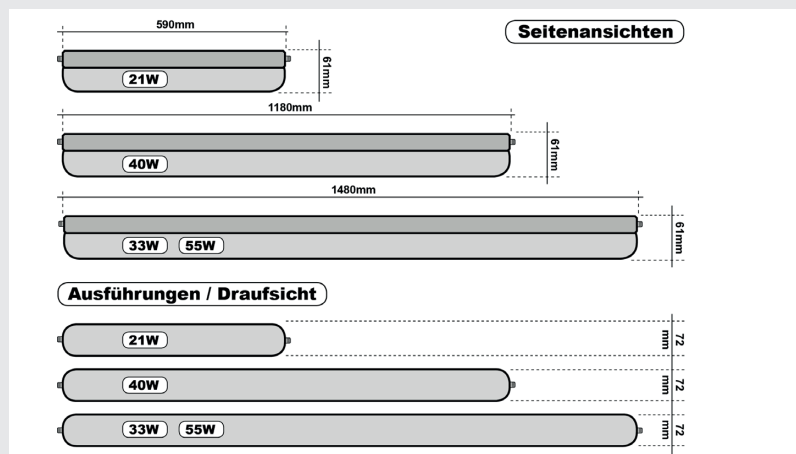 590mm
Seitenansichten
61mm
21W
1180mm
61mm
40W
1480mm
61mm
33W 55W
Ausführungen / Draufsicht
21W
72
mm
40W
72
mm
33W 55W
72
mm